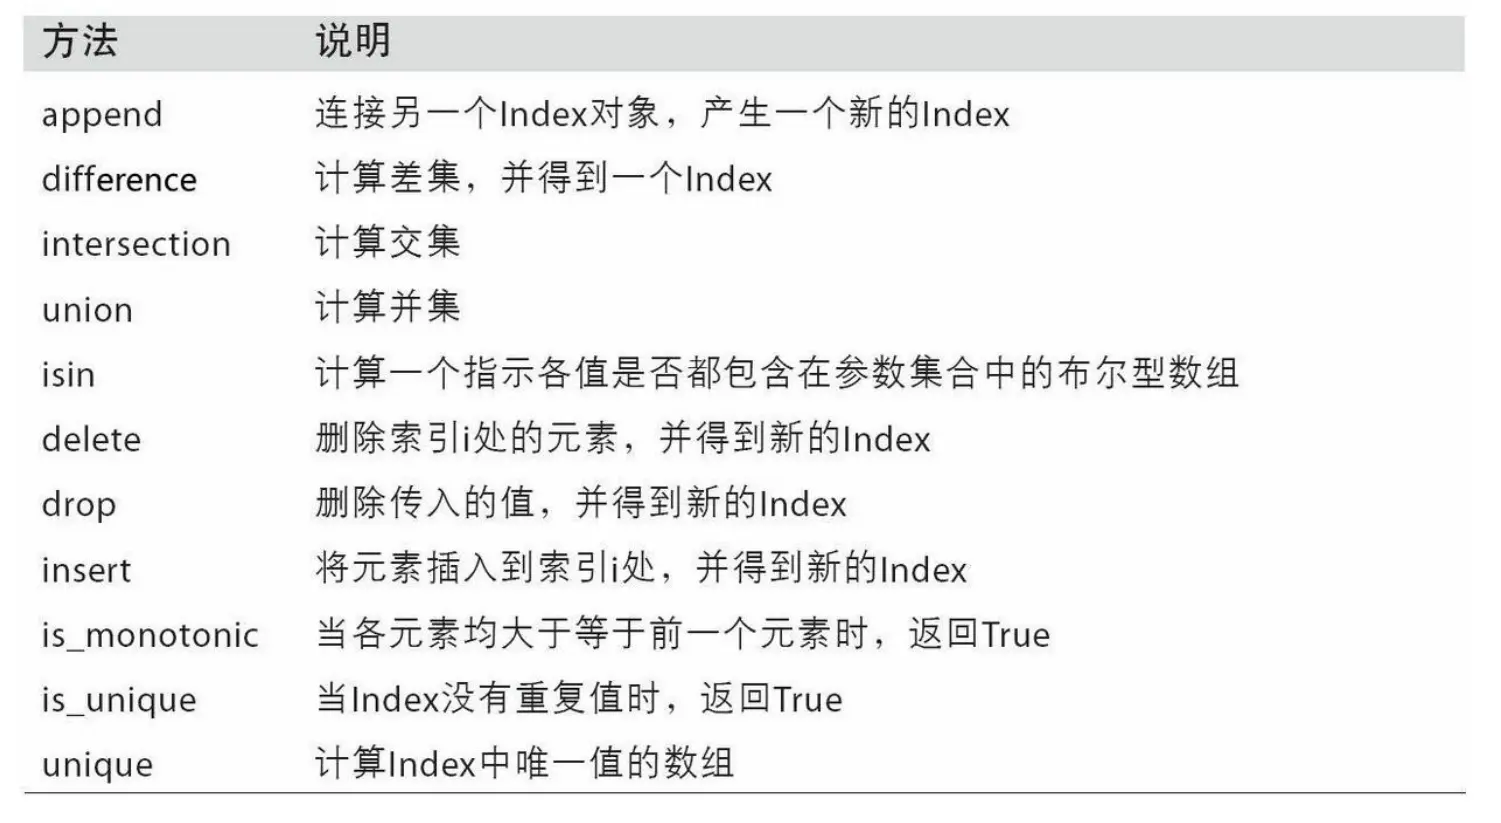 方法 说明
append 连接另一个Index对象，产生一个新的Index
difference 计算差集，并得到一个Index
intersection 计算交集
union 计算并集
isin 计算一个指示各值是否都包含在参数集合中的布尔型数组
delete 删除索引i处的元素，并得到新的Index
drop 删除传入的值，并得到新的Index
insert 将元素插入到索引i处，并得到新的Index
is_monotonic 当各元素均大于等于前一个元素时，返回True
is_unique 当Index没有重复值时，返回True
unique 计算Index中唯一值的数组